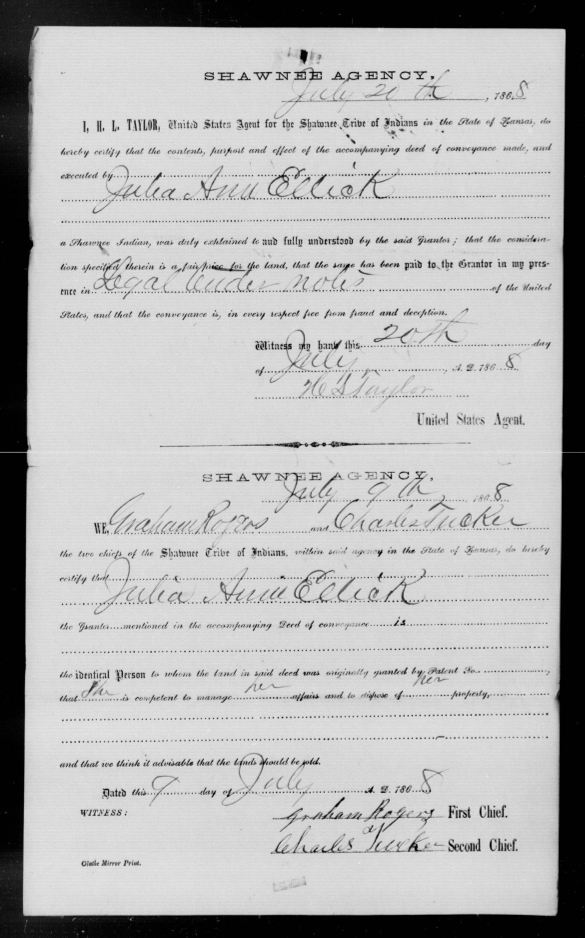 SHAWNEE AGENCY,
July 20th, 1868
I, H. L. TAYLOR, United States Agent for the Shawnee Tribe of Indians in the State of Kansas, do
hereby certify that the contents, purport and effect of the accompanying deed of conveyance made, and
executed by Julia Ann Ellick
a Shawnee Indian, was duly explained to and fully understood by the said Grantor; that the considera-
tion specified therein is a fair price for the land, that the same has been paid to the Grantor in my pres-
ence in Legal tender notes of the United
States, and that the conveyance is, in every respect free from fraud and deception.
Witness my hand this 20th day
of July, A. D. 1868
H L Taylor
United States Agent.
SHAWNEE AGENCY,
July 9th 1868
WE, Graham Rogers and Charles Tucker
the two chiefs of the Shawnee Tribe of Indians, within said agency in the State of Kansas, do hereby
certify that
Julia Ann Ellick
the Grantor mentioned in the accompanying Deed of conveyance is
the identical Person to whom the land in said deed was originally granted by Patent To her;
that She is competent to manage her affairs and to dispose of her property,
and that we think it advisable that the lands should be sold.
Dated this 9 day of July A. D. 1868
WITNESS: Graham Rogers First Chief.
Charles Tucker Second Chief.
Olathe Mirror Print.